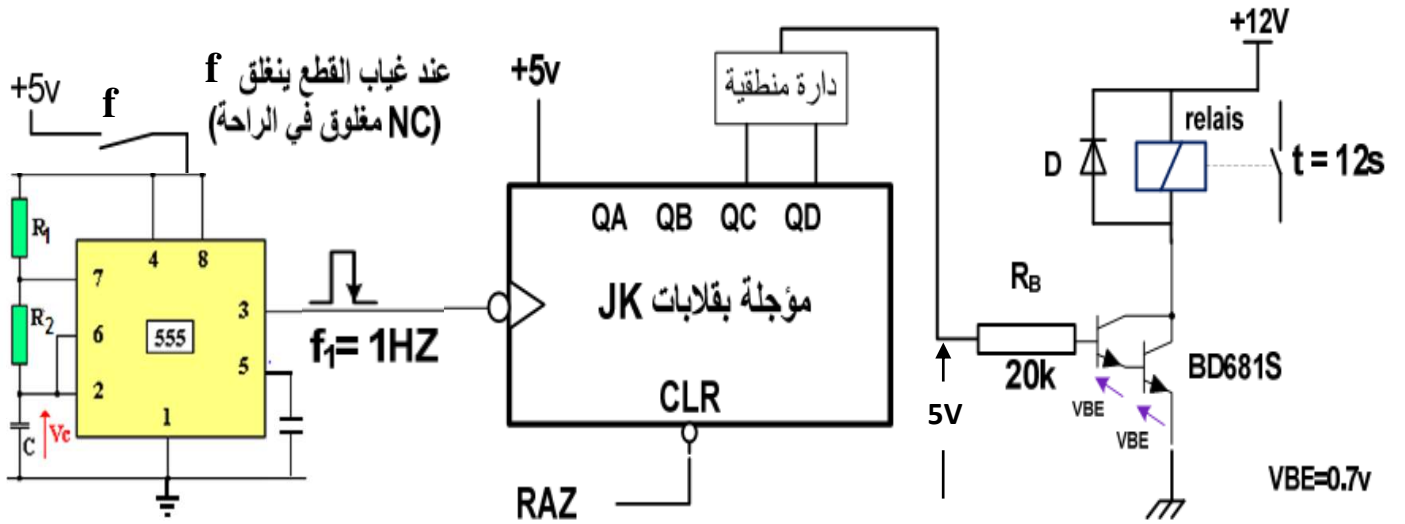 +5v
f
عند غياب القطع ينغلق f
(NC مغلوق في الراحة)
R1
R2
C
Vc
7
6
2
4
8
3
5
1
555
f1= 1HZ
+5v
دارة منطقية
QA QB QC QD
مؤجلة بقلابات JK
CLR
RAZ
5V
RB
20k
+12V
relais
D
t = 12s
BD681S
VBE
VBE
VBE=0.7v